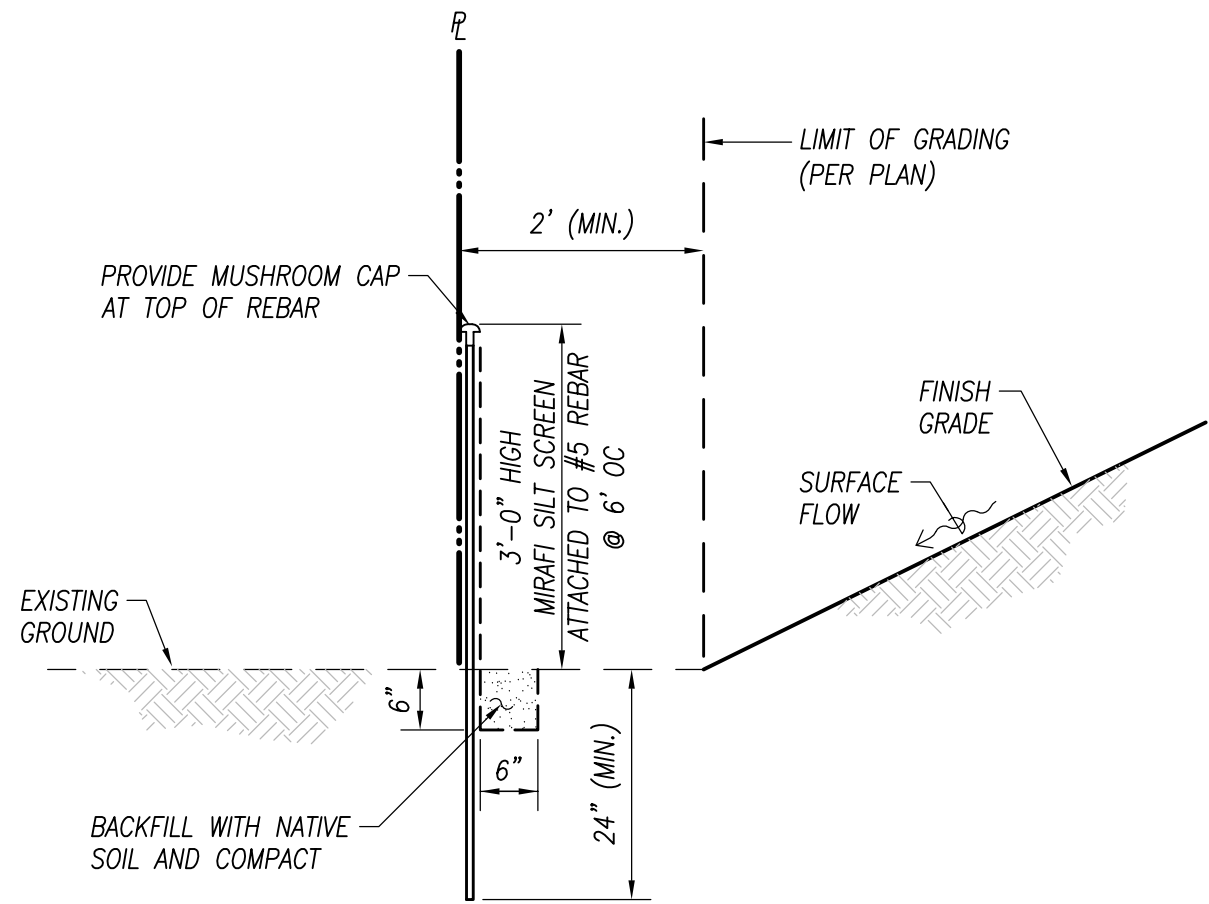 PL
LIMIT OF GRADING
(PER PLAN)
2' (MIN.)
PROVIDE MUSHROOM CAP
AT TOP OF REBAR
3'-0" HIGH
MIRAFI SILT SCREEN
ATTACHED TO #5 REBAR
@ 6' OC
FINISH
GRADE
SURFACE
FLOW
EXISTING
GROUND
6"
6"
24" (MIN.)
BACKFILL WITH NATIVE
SOIL AND COMPACT